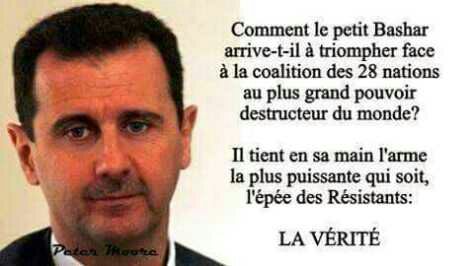 Comment le petit Bashar
arrive-t-il à triompher face
à la coalition des 28 nations
au plus grand pouvoir
destructeur du monde?
Il tient en sa main l'arme
la plus puissante qui soit,
l'épée des Résistants:
LA VÉRITÉ
Peter Moore